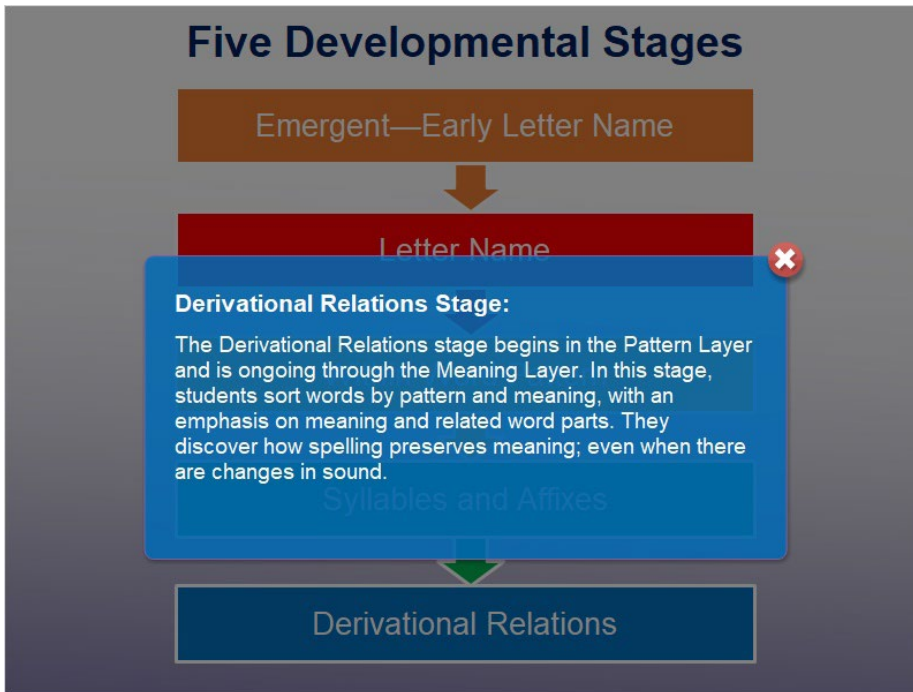 Five Developmental Stages
Emergent—Early Letter Name
Letter Name
Derivational Relations Stage:
The Derivational Relations stage begins in the Pattern Layer
and is ongoing through the Meaning Layer. In this stage,
students sort words by pattern and meaning, with an
emphasis on meaning and related word parts. They
discover how spelling preserves meaning; even when there
are changes in sound.
Syllables and Affixes
Derivational Relations